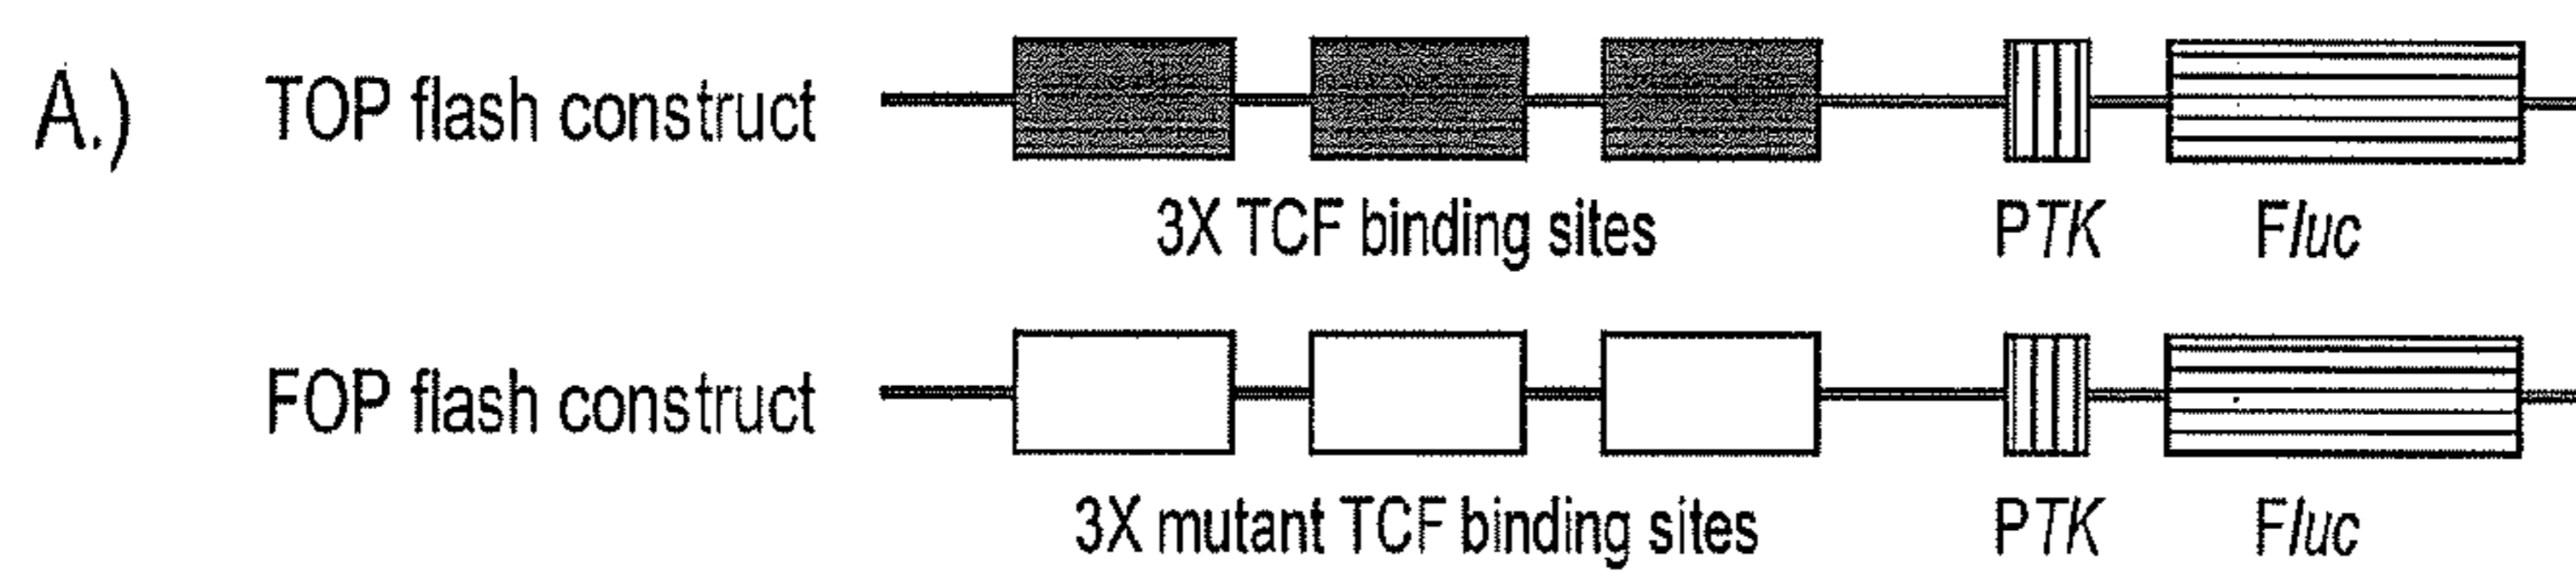 A.) TOP flash construct
3X TCF binding sites PTK Fluc
FOP flash construct
3X mutant TCF binding sites PTK Fluc